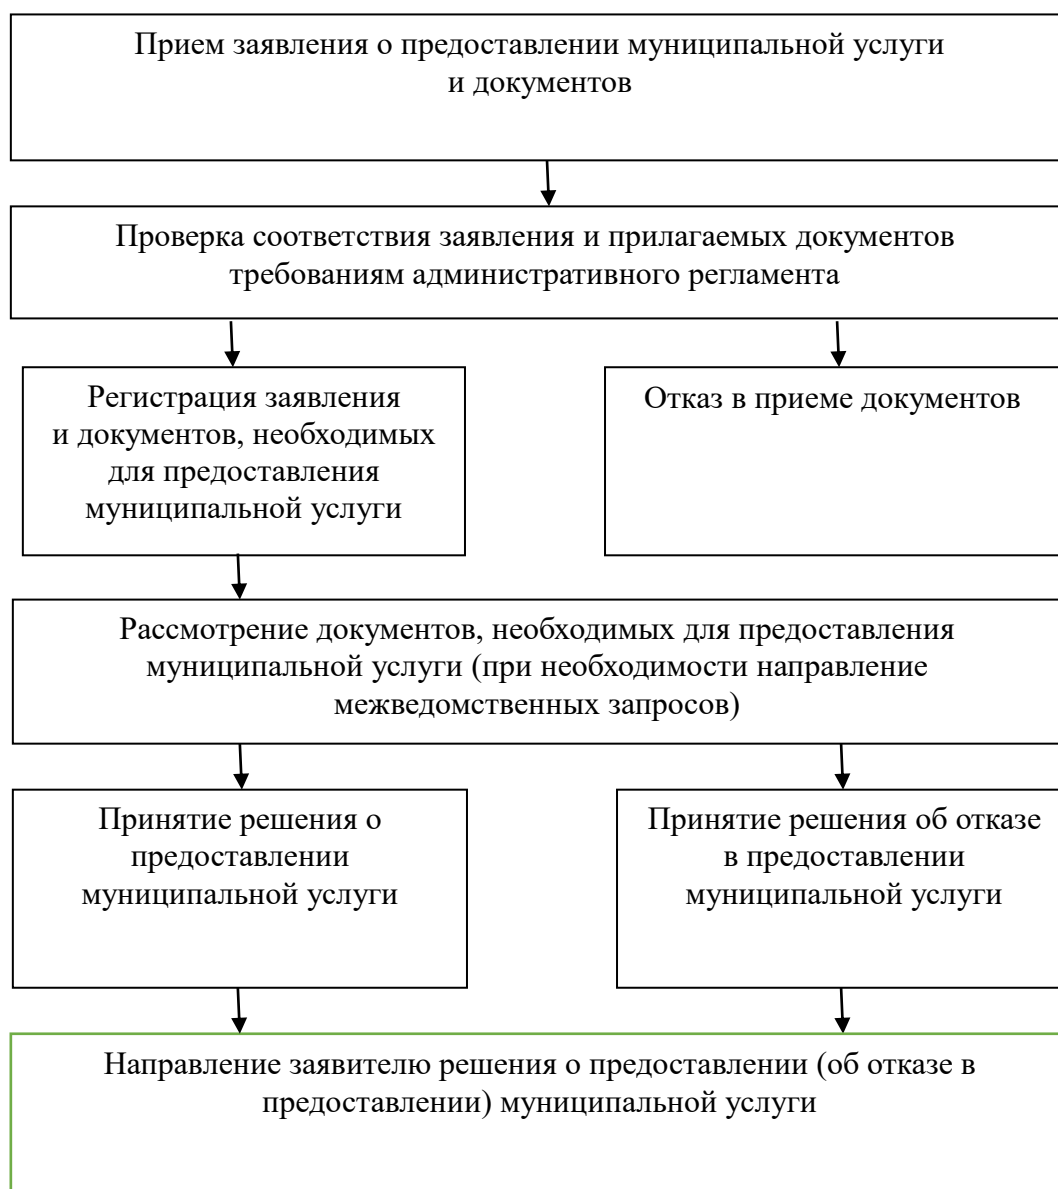 Прием заявления о предоставлении муниципальной услуги
и документов
Проверка соответствия заявления и прилагаемых документов
требованиям административного регламента
Регистрация заявления
и документов, необходимых
для предоставления
муниципальной услуги
Отказ в приеме документов
Рассмотрение документов, необходимых для предоставления
муниципальной услуги (при необходимости направление
межведомственных запросов)
Принятие решения о
предоставлении
муниципальной услуги
Принятие решения об отказе
в предоставлении
муниципальной услуги
Направление заявителю решения о предоставлении (об отказе в
предоставлении) муниципальной услуги